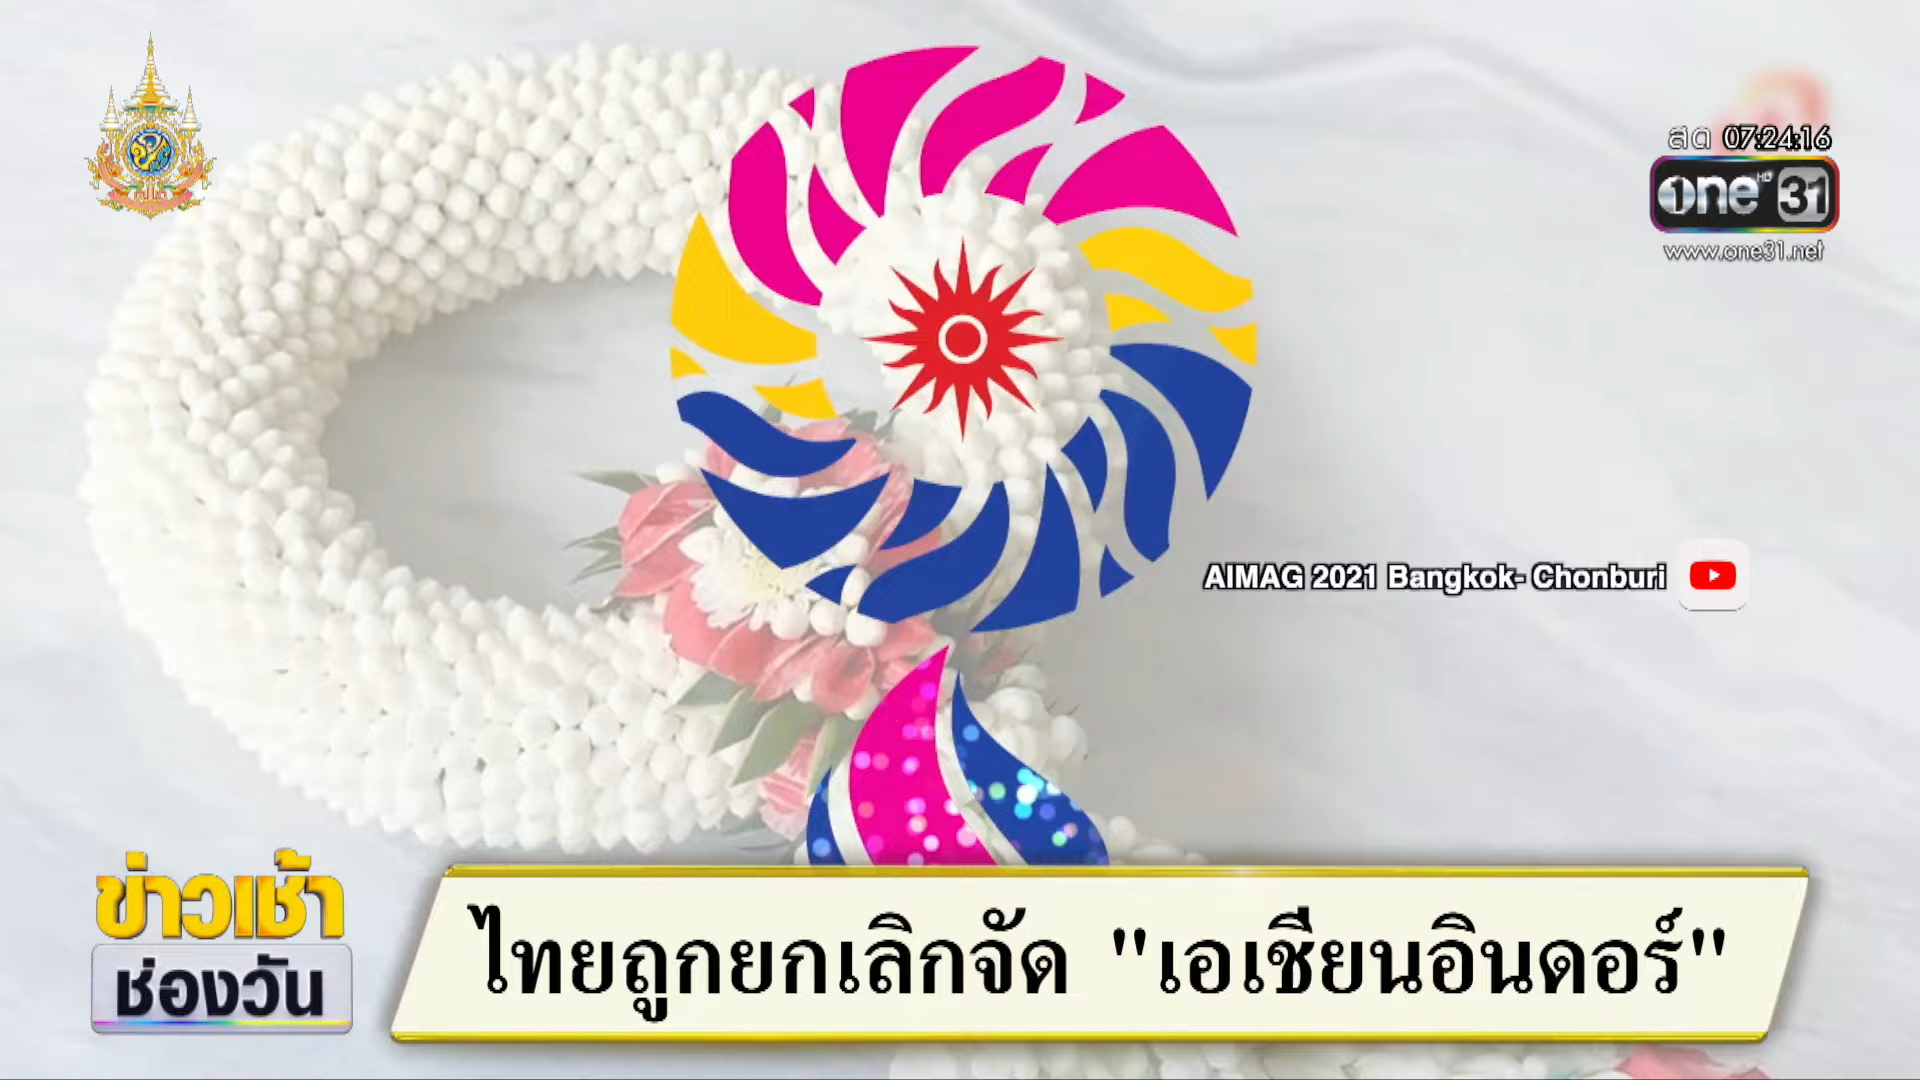 สด 07:24:16
one HD 31
www.one31.net
AIMAG 2021 Bangkok- Chonburi
ข่าวเช้า
ช่องวัน
ไทยถูกยกเลิกจัด "เอเชียนอินดอร์"